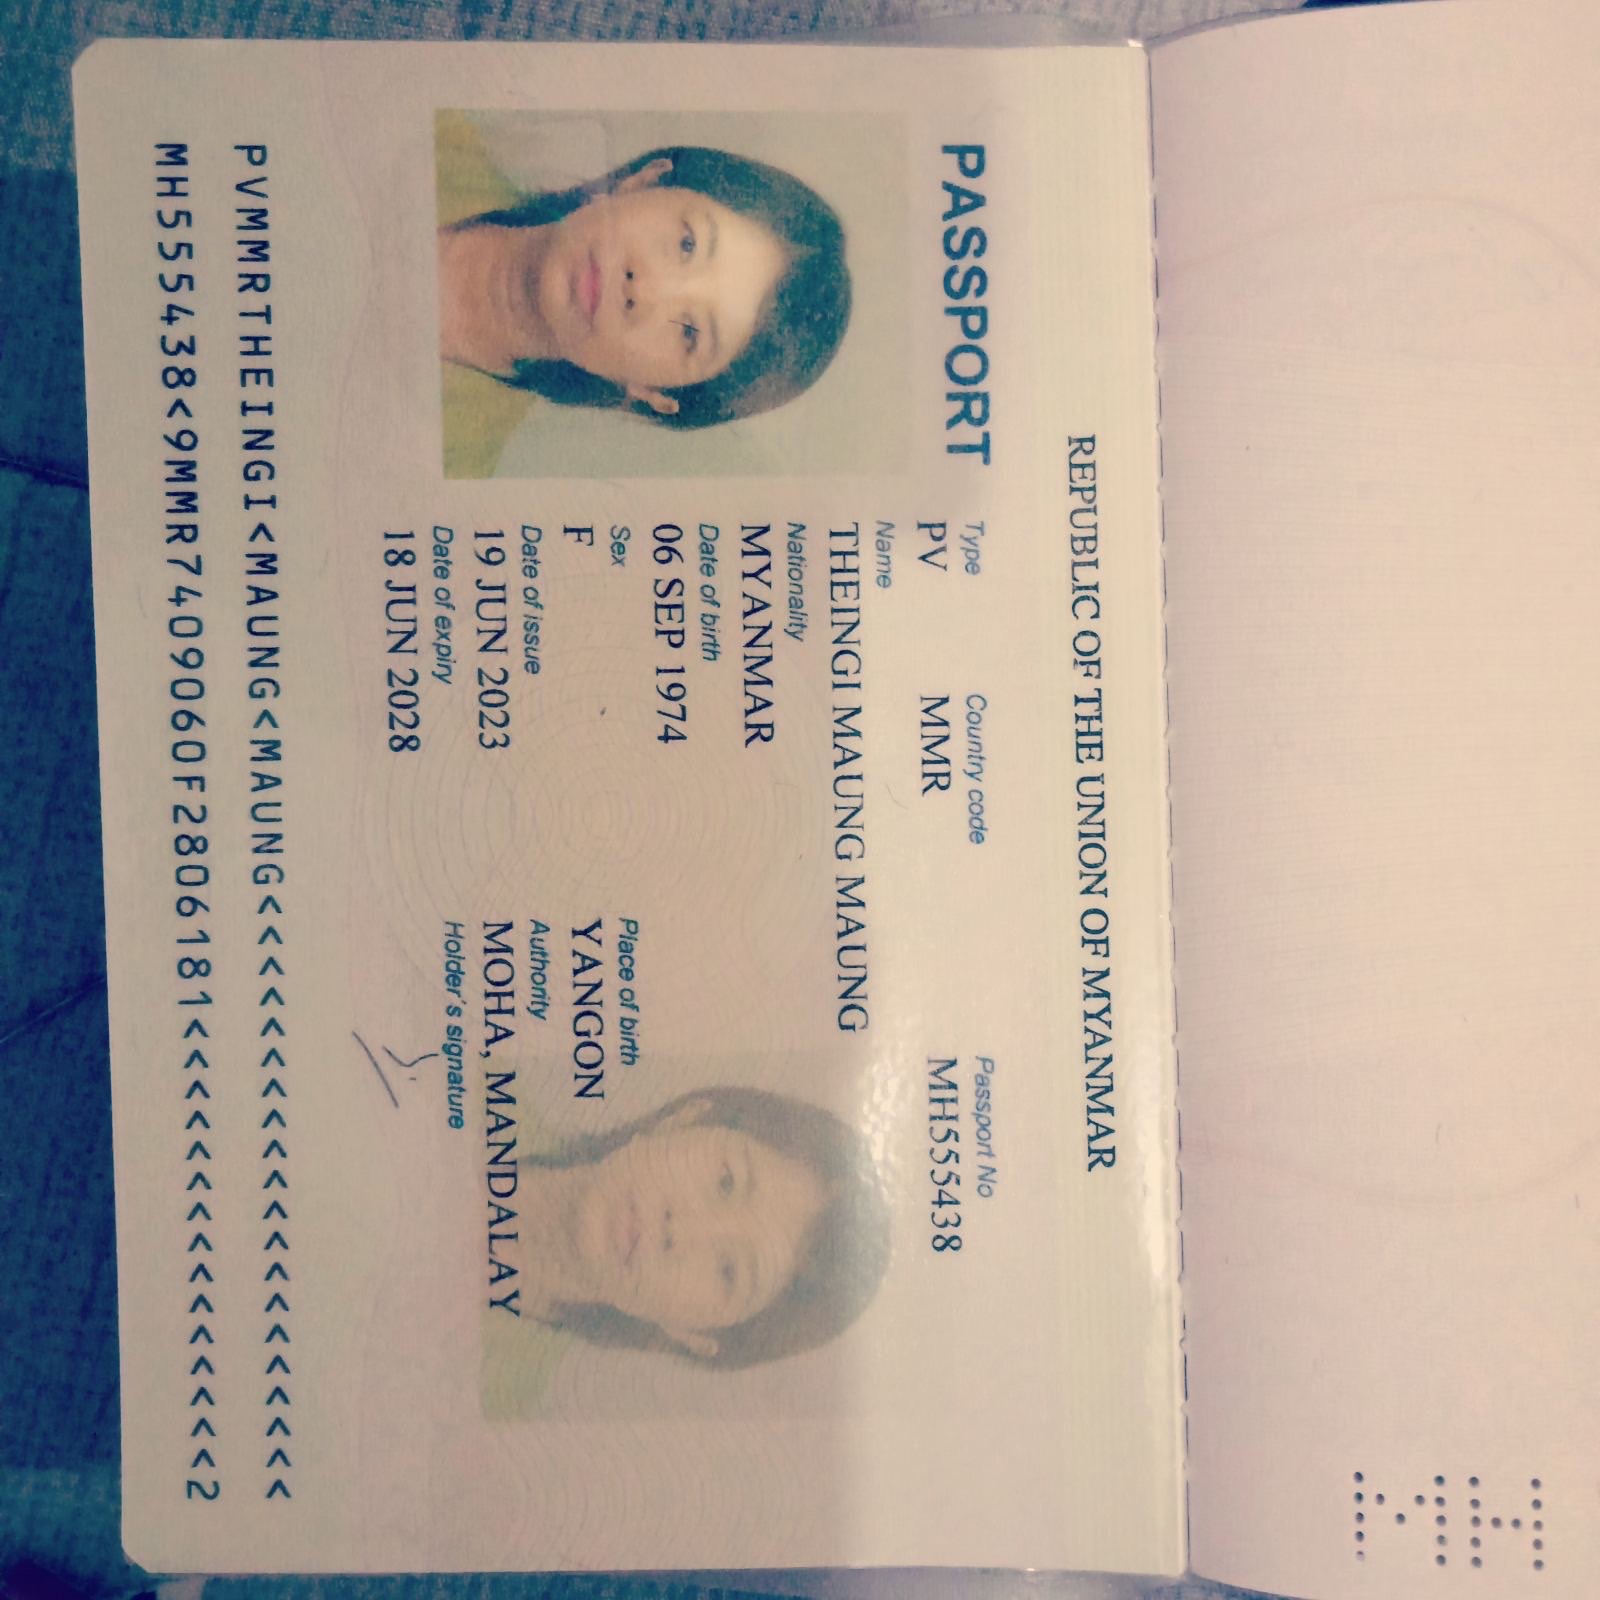 REPUBLIC OF THE UNION OF MYANMAR
PASSPORT
Type Country code Passport No
PV MMR MH555438
Name
THEINGI MAUNG MAUNG
Nationality
MYANMAR
Date of birth
06 SEP 1974
Sex Place of birth
F YANGON
Date of issue Authority
19 JUN 2023 MOHA, MANDALAY
Date of expiry Holder's signature
18 JUN 2028
PVMMRTHEINGI<MAUNG<MAUNG<<<<<<<<<<<<<<<<<<<<
MH555438<9MMR7409060F2806181<<<<<<<<<<<<<<<2
MH